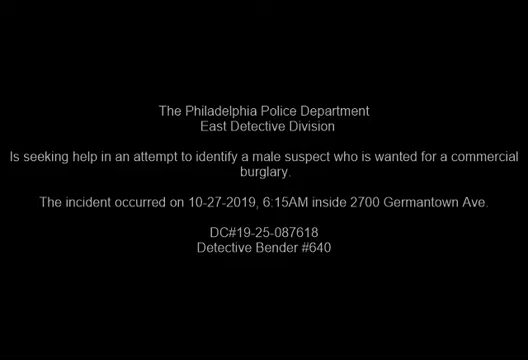 The Philadelphia Police Department
East Detective Division
Is seeking help in an attempt to identify a male suspect who is wanted for a commercial
burglary.
The incident occurred on 10-27-2019, 6:15AM inside 2700 Germantown Ave.
DC#19-25-087618
Detective Bender #640